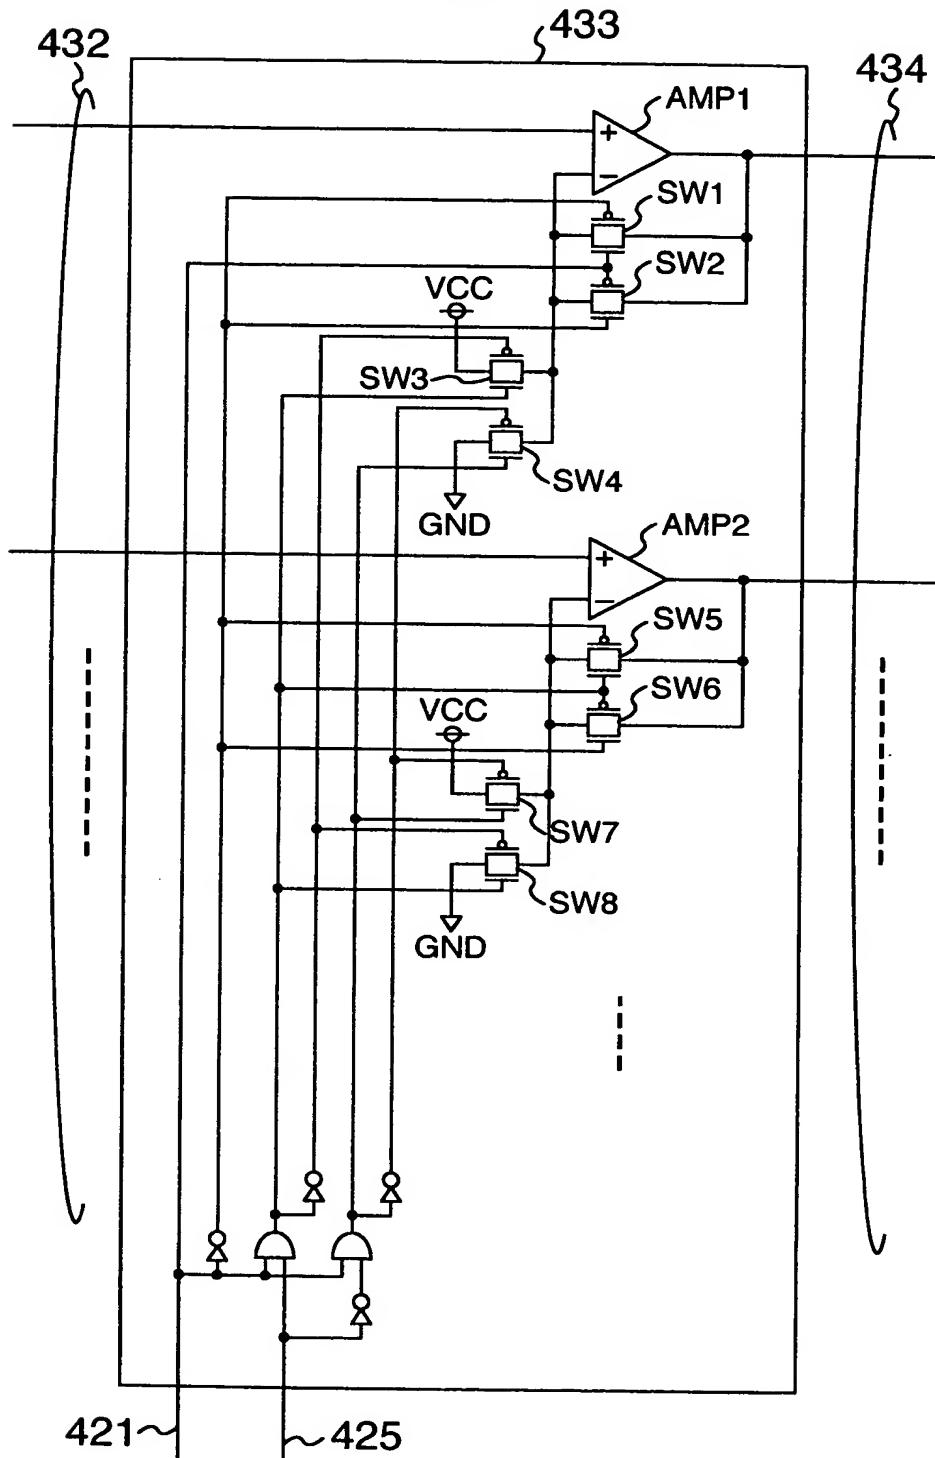 433
432
434
AMP1
+
−
SW1
SW2
VCC
SW3
SW4
GND
AMP2
+
−
SW5
SW6
VCC
SW7
SW8
GND
421
425